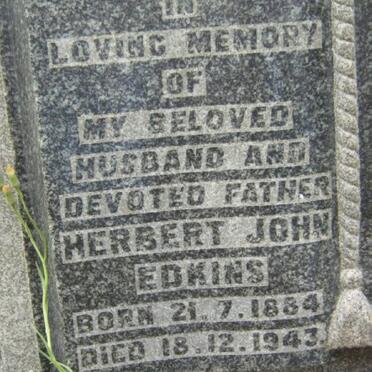 IN
LOVING MEMORY
OF
MY BELOVED
HUSBAND AND
DEVOTED FATHER
HERBERT JOHN
EDKINS
BORN 21.7.1884
DIED 18.12.1943.